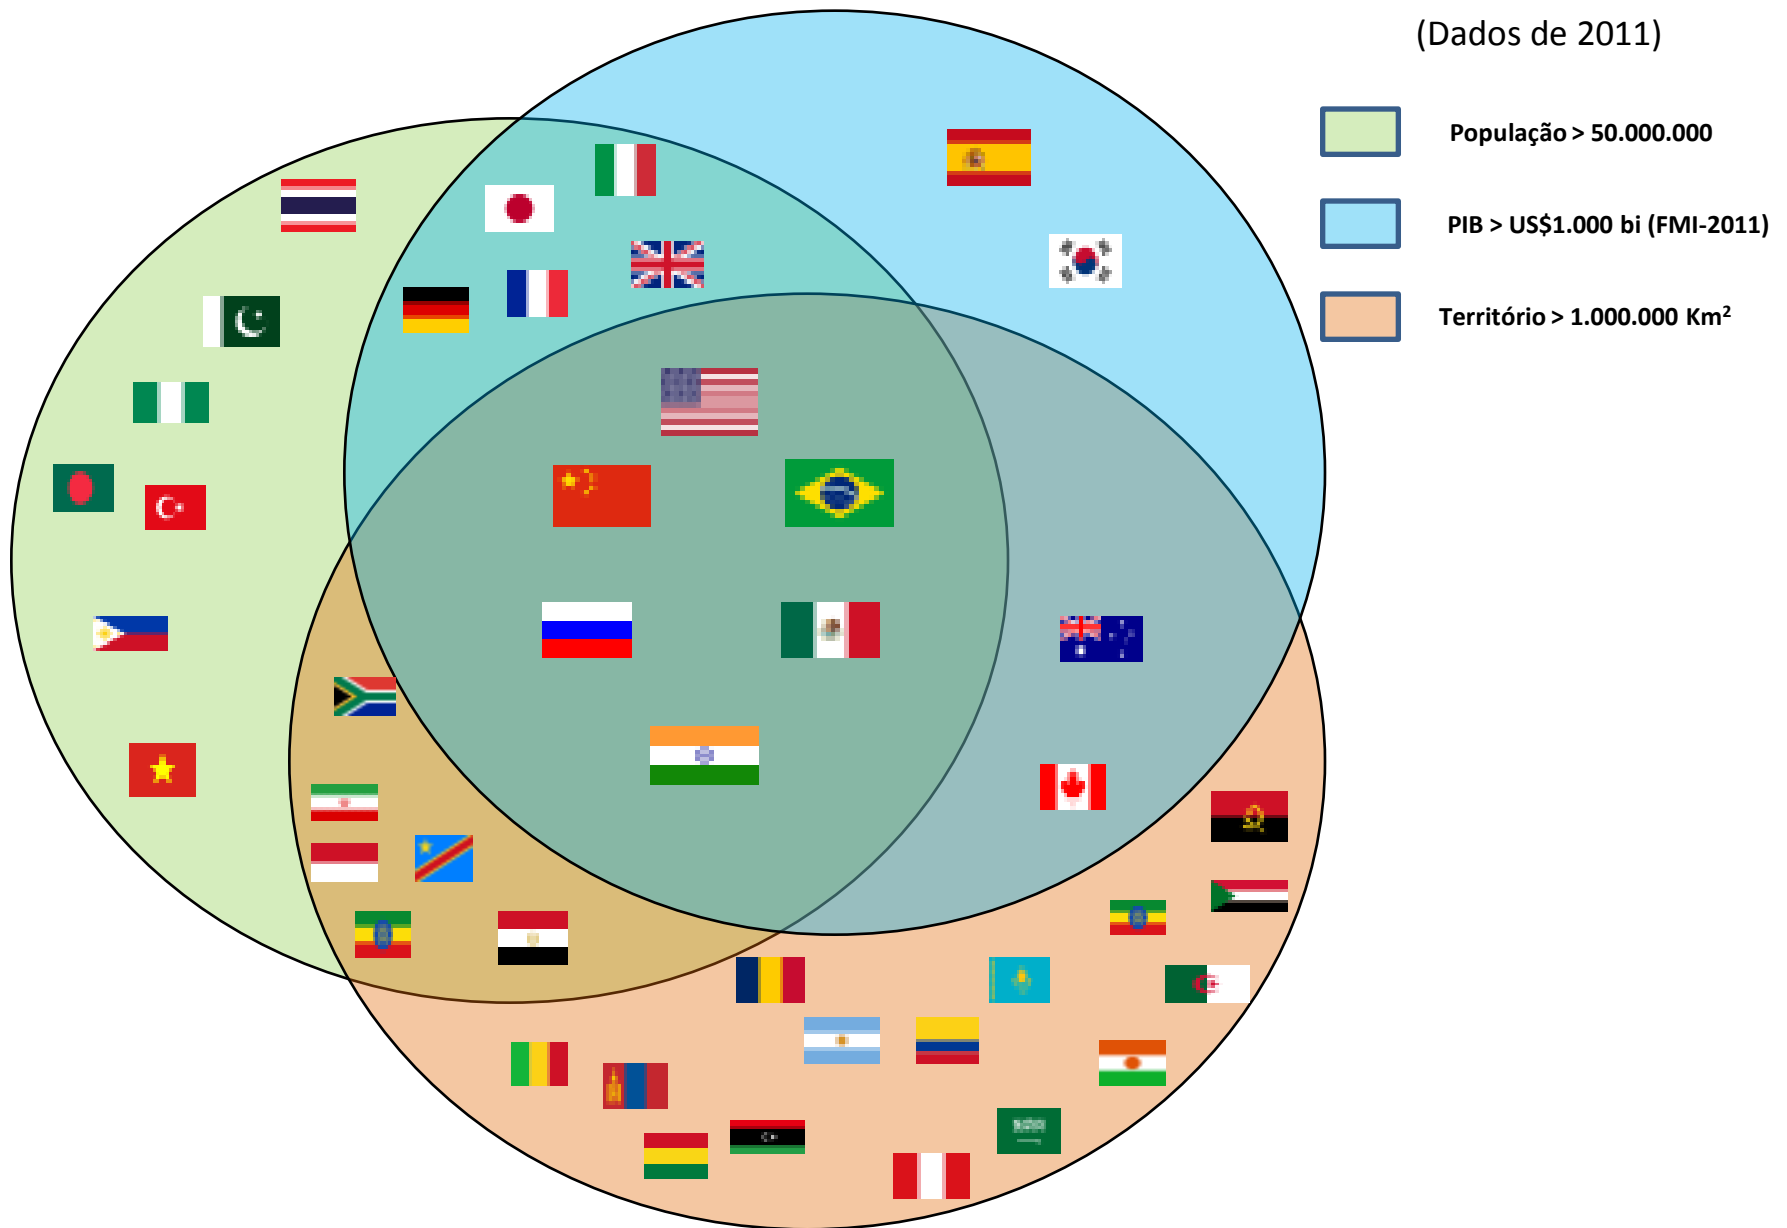 (Dados de 2011)
População > 50.000.000
PIB > US$1.000 bi (FMI-2011)
Território > 1.000.000 Km²